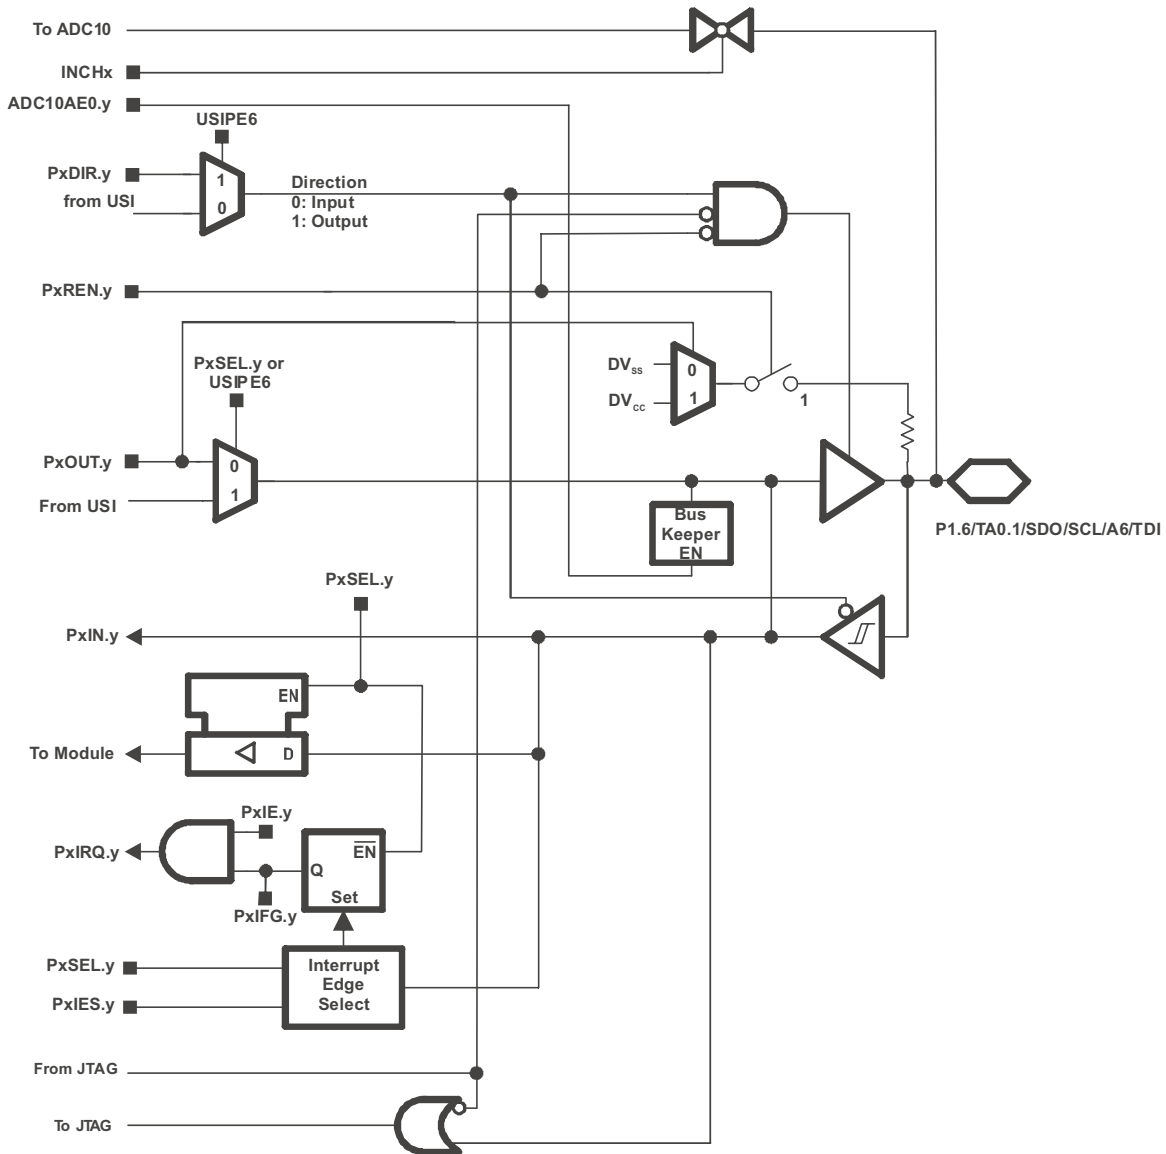 To ADC10
INCHx
ADC10AE0.y
USIPE6
PxDIR.y
1
from USI
0
Direction
0: Input
1: Output
PxREN.y
PxSEL.y or
USIPE6
DVSS
0
DVCC
1
1
PxOUT.y
0
From USI
1
Bus
Keeper
EN
P1.6/TA0.1/SDO/SCL/A6/TDI
PxSEL.y
PxIN.y
EN
To Module
D
PxIE.y
PxIRQ.y
EN
Q
Set
PxIFG.y
PxSEL.y
PxIES.y
Interrupt
Edge
Select
From JTAG
To JTAG